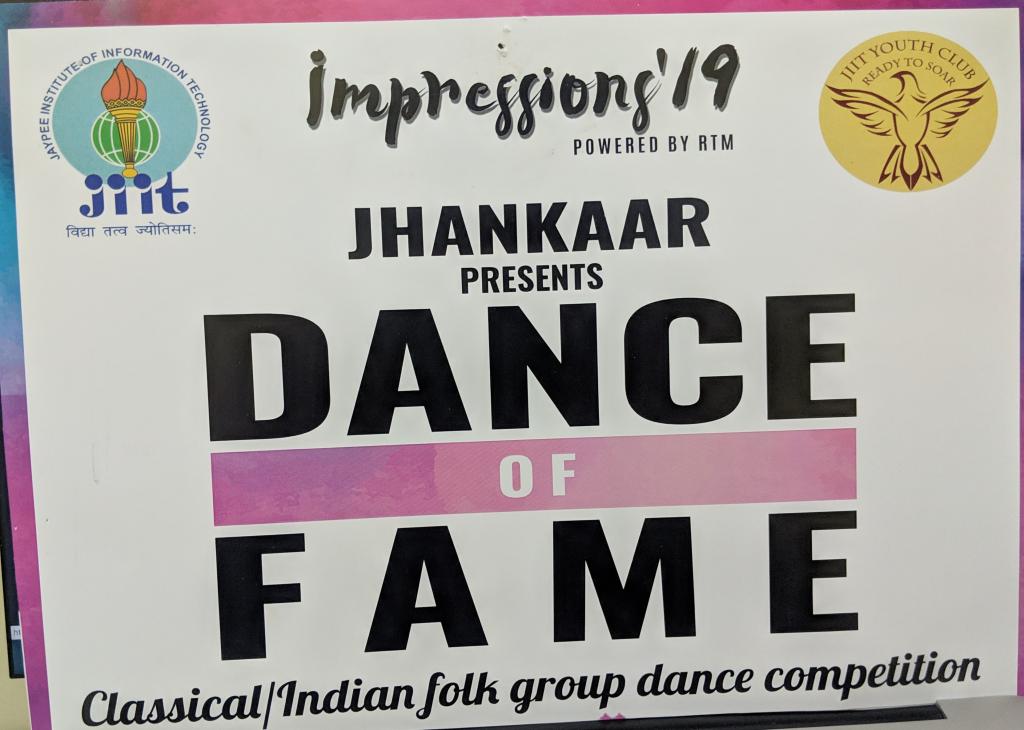 JAYPEE INSTITUTE OF INFORMATION TECHNOLOGY
jiit
विद्या तत्व ज्योतिसमः
impressions'19
POWERED BY RTM
JIIT YOUTH CLUB
READY TO SOAR
JHANKAAR
PRESENTS
DANCE
OF
FAME
Classical/Indian folk group dance competition